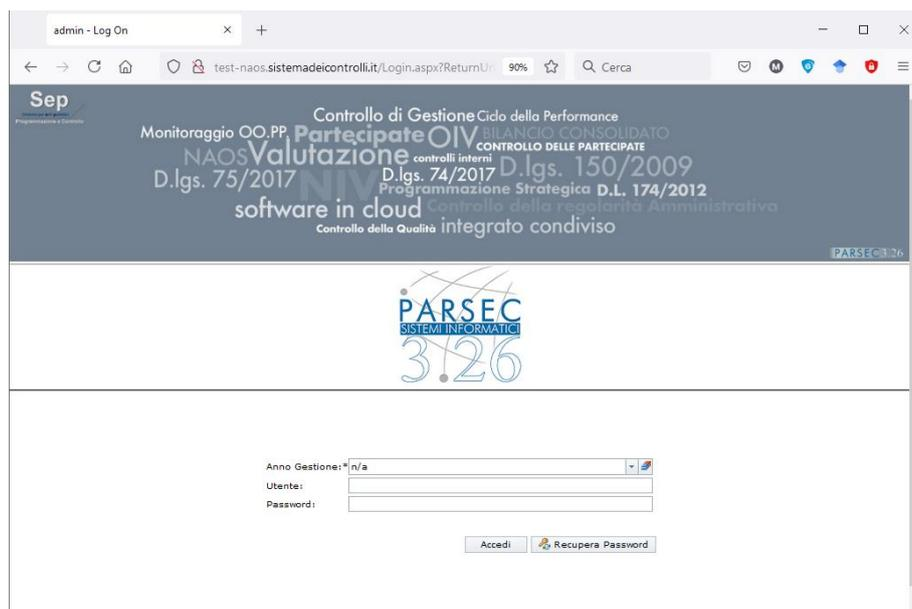 admin - Log On
test-naos.sistemadeicontrolli.it/Login.aspx?ReturnUr
90%
Cerca
Sep
Programmazione e Controllo
Controllo di Gestione Ciclo della Performance
Monitoraggio OO.PP. Partecipate OIV BILANCIO CONSOLIDATO
CONTROLLO DELLE PARTECIPATE
NAOS Valutazione controlli interni D.lgs. 150/2009
D.lgs. 75/2017 NIV D.lgs. 74/2017
Programmazione Strategica D.L. 174/2012
software in cloud Controllo della regolarità Amministrativa
Controllo della Qualità integrato condiviso
PARSEC 3.26
PARSEC
SISTEMI INFORMATICI
3.26
Anno Gestione:* n/a
Utente:
Password:
Accedi Recupera Password